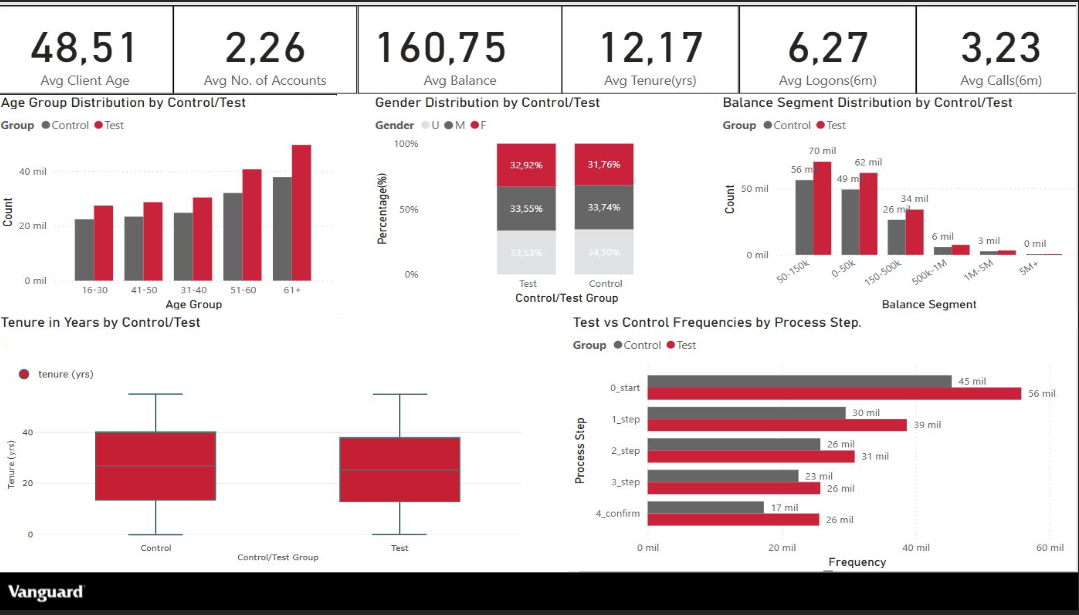 48,51
Avg Client Age
2,26
Avg No. of Accounts
160,75
Avg Balance
12,17
Avg Tenure(yrs)
6,27
Avg Logons(6m)
3,23
Avg Calls(6m)
Age Group Distribution by Control/Test
Group Control Test
Count
40 mil
20 mil
0 mil
16-30 41-50 31-40 51-60 61+
Age Group
Gender Distribution by Control/Test
Gender U M F
Percentage(%)
100%
50%
0%
32,92% 31,76%
33,55% 33,74%
33,53% 34,50%
Test Control
Control/Test Group
Balance Segment Distribution by Control/Test
Group Control Test
Count
50 mil
0 mil
56 m
70 mil
49 m
62 mil
26 mil
34 mil
6 mil
3 mil
0 mil
50-150k 0-50k 150-500k 500k-1M 1M-5M 5M+
Balance Segment
Tenure in Years by Control/Test
tenure (yrs)
Tenure (yrs)
40
20
0
Control Test
Control/Test Group
Test vs Control Frequencies by Process Step.
Group Control Test
Process Step
0_start 45 mil
56 mil
1_step 30 mil
39 mil
2_step 26 mil
31 mil
3_step 23 mil
26 mil
4_confirm 17 mil
26 mil
0 mil 20 mil 40 mil 60 mil
Frequency
Vanguard